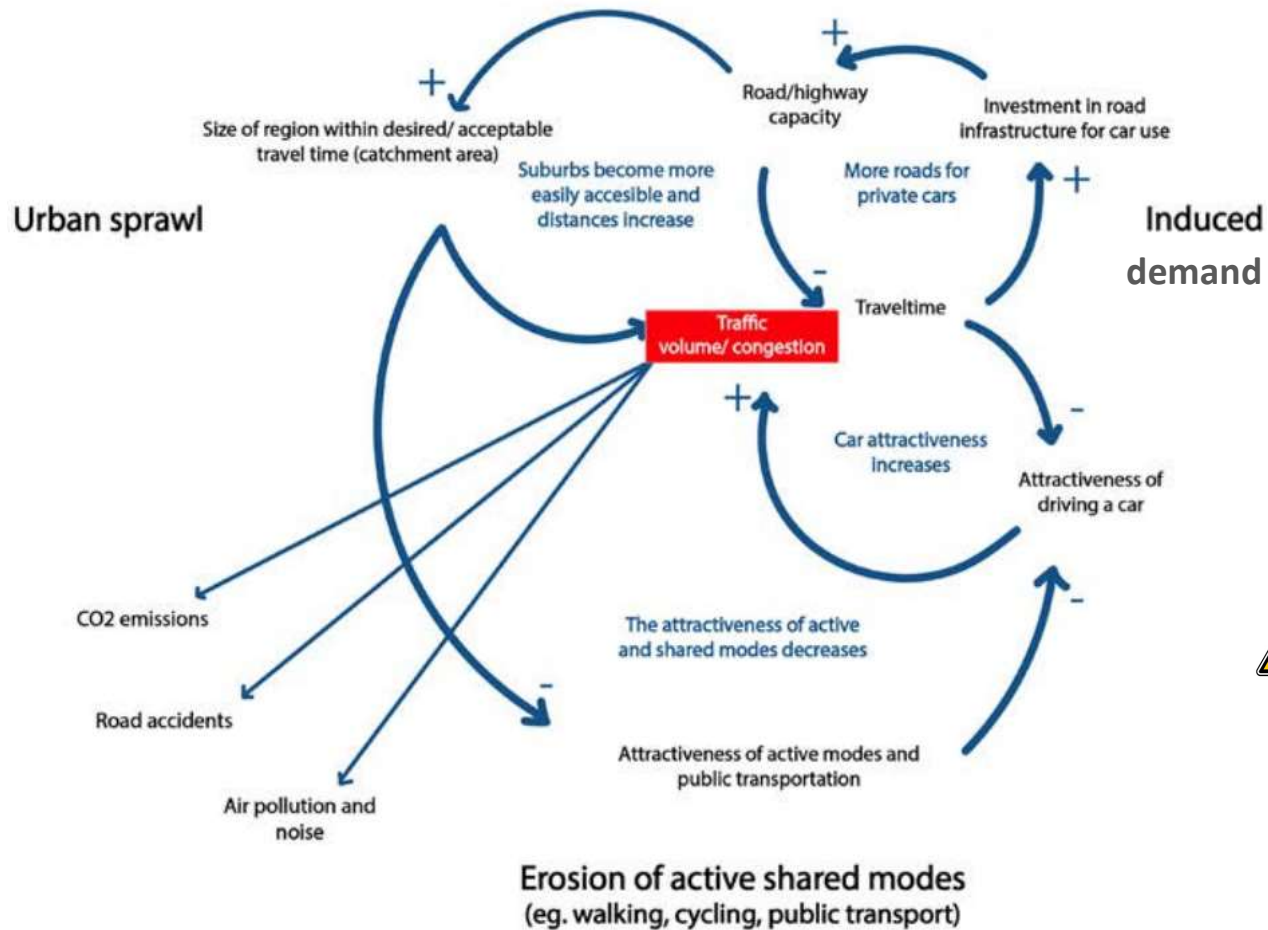 +
+
Road/highway
capacity
Investment in road
infrastructure for car use
Size of region within desired/ acceptable
travel time (catchment area)
Suburbs become more
easily accesible and
distances increase
More roads for
private cars
+
Urban sprawl
Induced
demand
-
Traveltime
Traffic
volume/ congestion
+
-
Car attractiveness
increases
Attractiveness of
driving a car
CO2 emissions
The attractiveness of active
and shared modes decreases
-
-
Road accidents
Attractiveness of active modes and
public transportation
Air pollution and
noise
Erosion of active shared modes
(eg. walking, cycling, public transport)